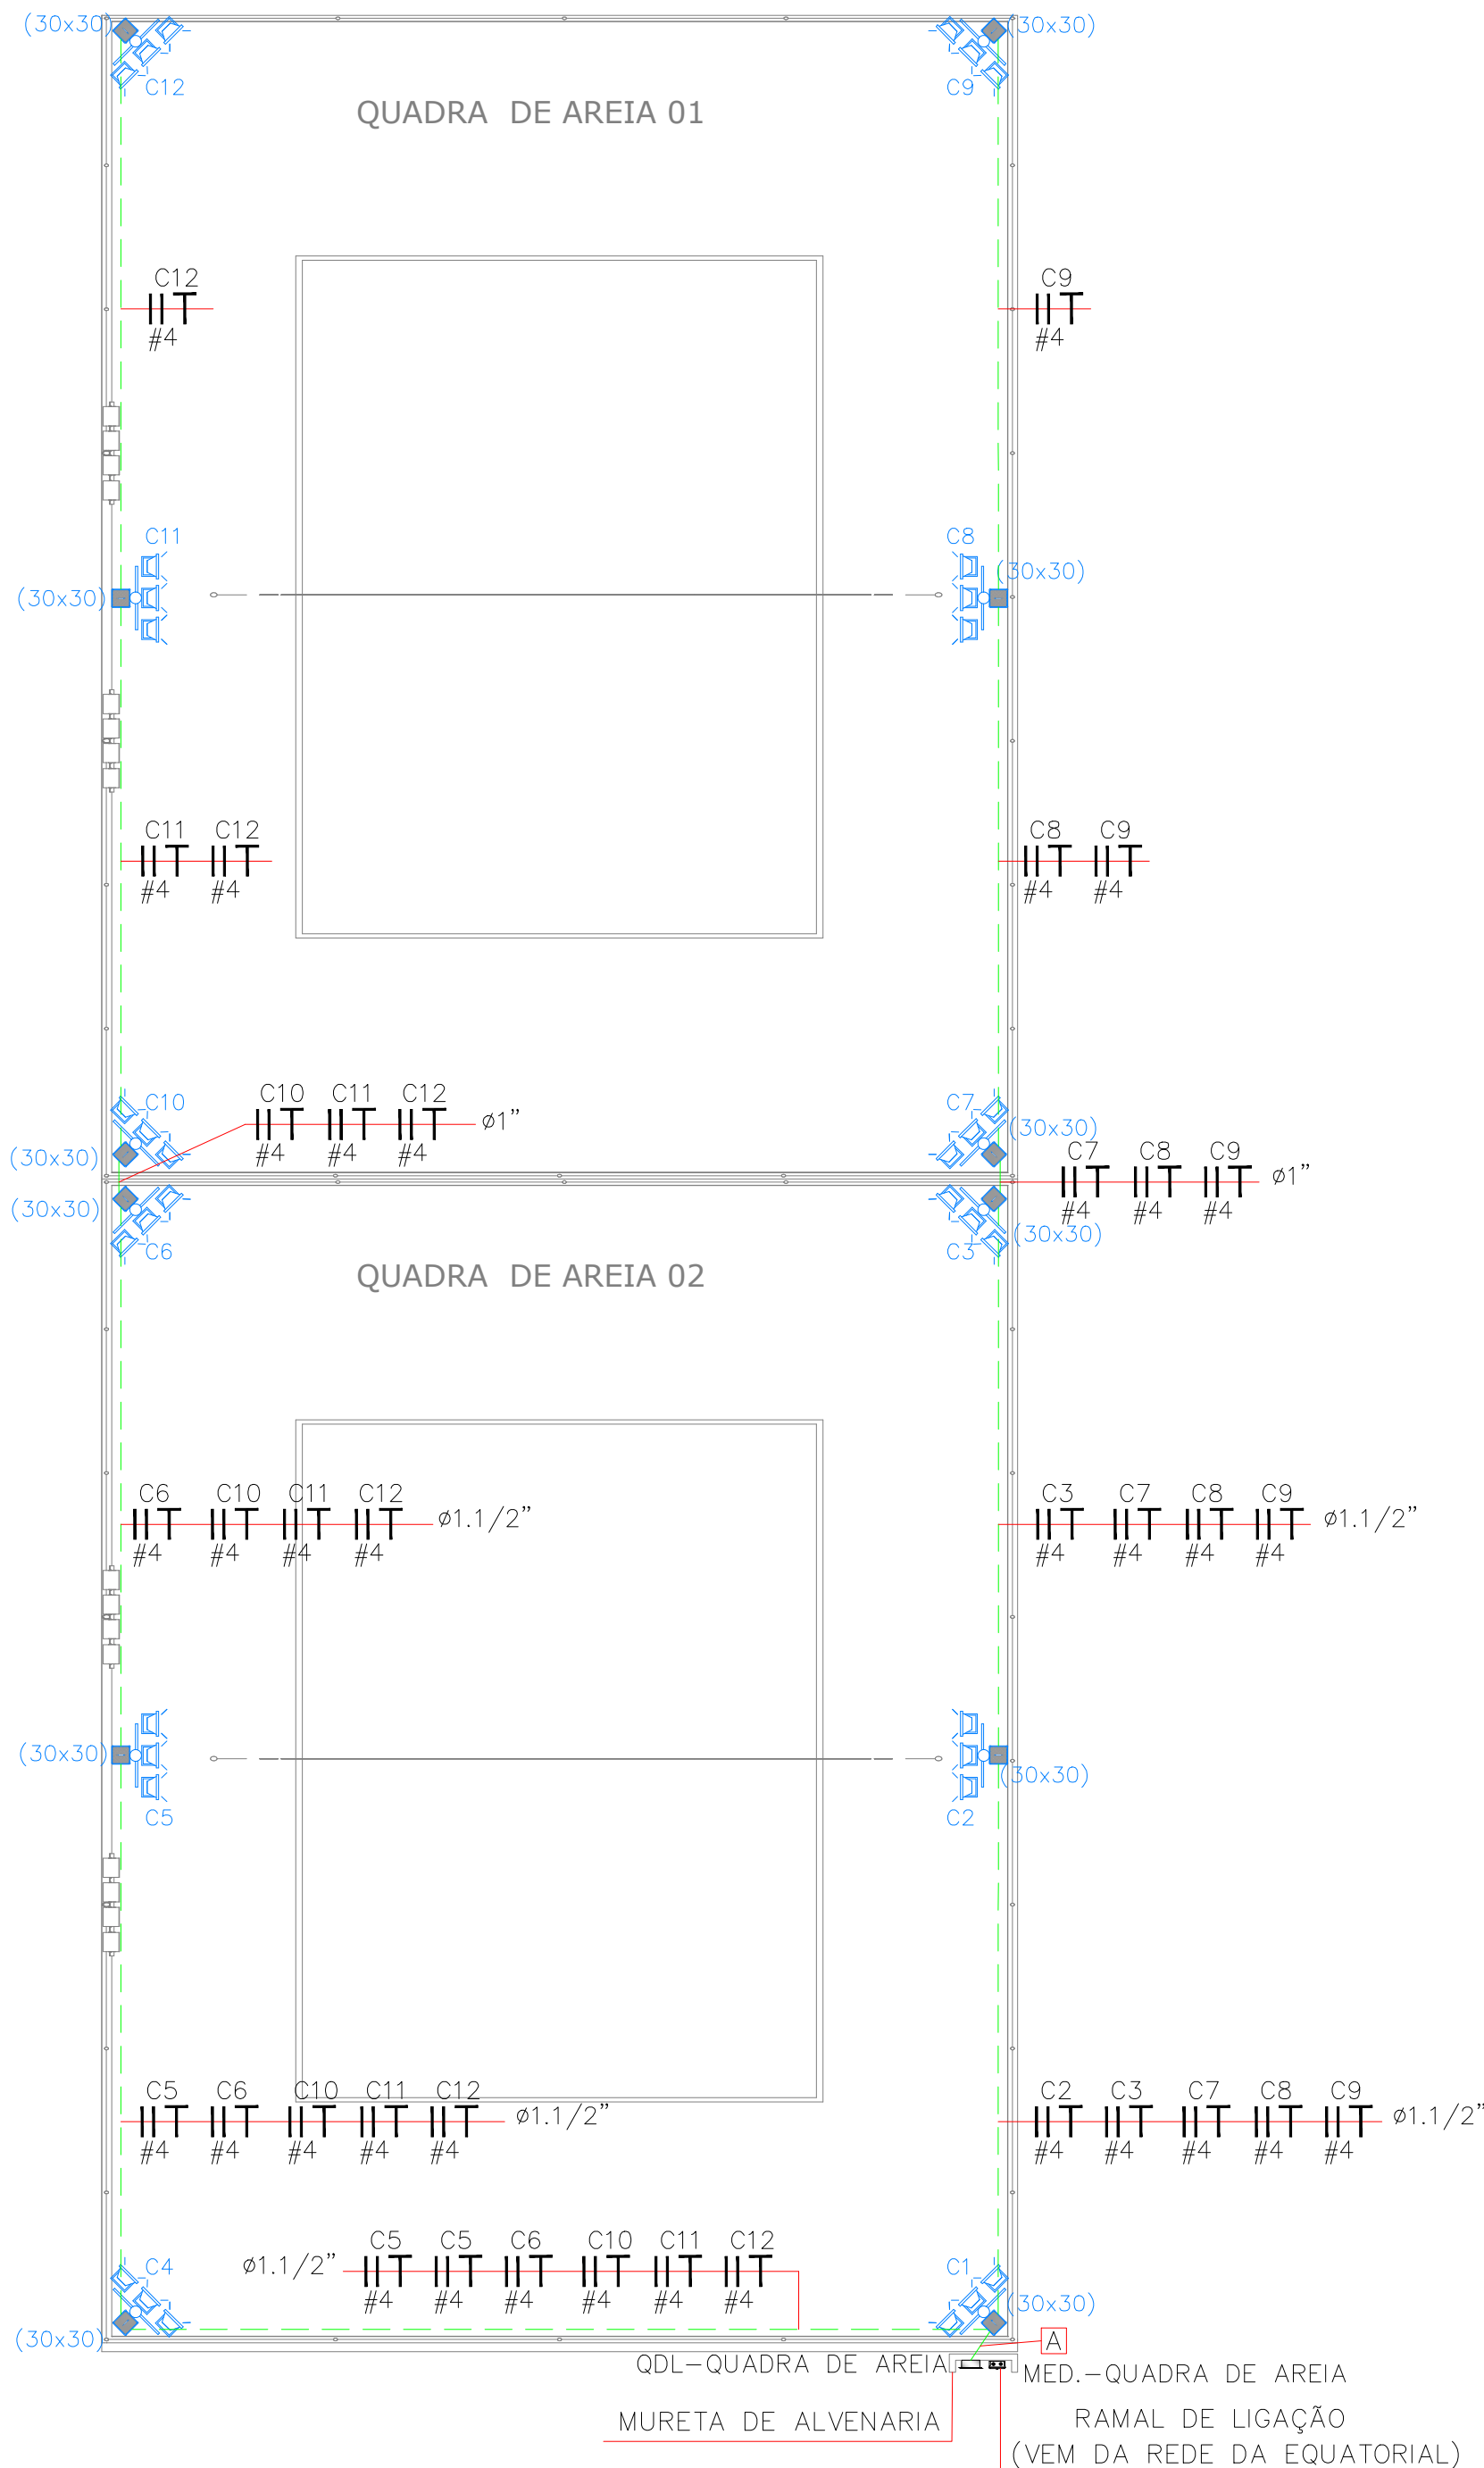 (30x30) (30x30)
C12 C9
QUADRA DE AREIA 01
C12 C9
#4 #4
C11 C8
(30x30)
(30x30)
C11 C12 C8 C9
#4 #4 #4 #4
C10 C10 C11 C12 C7
ø1"
(30x30)
(30x30) #4 #4 #4
C7 C8 C9
ø1"
(30x30) #4 #4 #4
(30x30)
C6 C3
QUADRA DE AREIA 02
C6 C10 C11 C12 ø1.1/2" C3 C7 C8 C9 ø1.1/2"
#4 #4 #4 #4 #4 #4 #4 #4
(30x30)
(30x30)
C5 C2
C5 C6 C10 C11 C12 ø1.1/2" C2 C3 C7 C8 C9 ø1.1/2"
#4 #4 #4 #4 #4 #4 #4 #4 #4 #4
C5 C5 C6 C10 C11 C12
C4 ø1.1/2" C1
#4 #4 #4 #4 #4 #4 (30x30)
(30x30) A
QDL-QUADRA DE AREIA
MED.-QUADRA DE AREIA
MURETA DE ALVENARIA
RAMAL DE LIGAÇÃO
(VEM DA REDE DA EQUATORIAL)